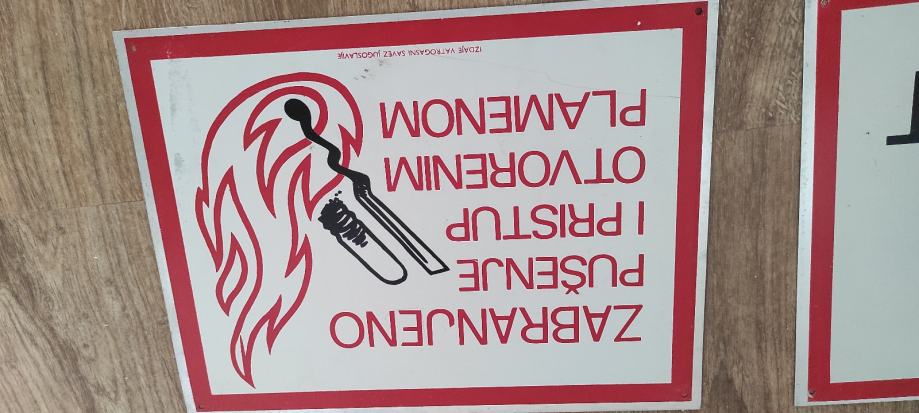 ZABRANJENO
PUŠENJE
I PRISTUP
OTVORENIM
PLAMENOM
IZDAJE VATROGASNI SAVEZ JUGOSLAVIJE